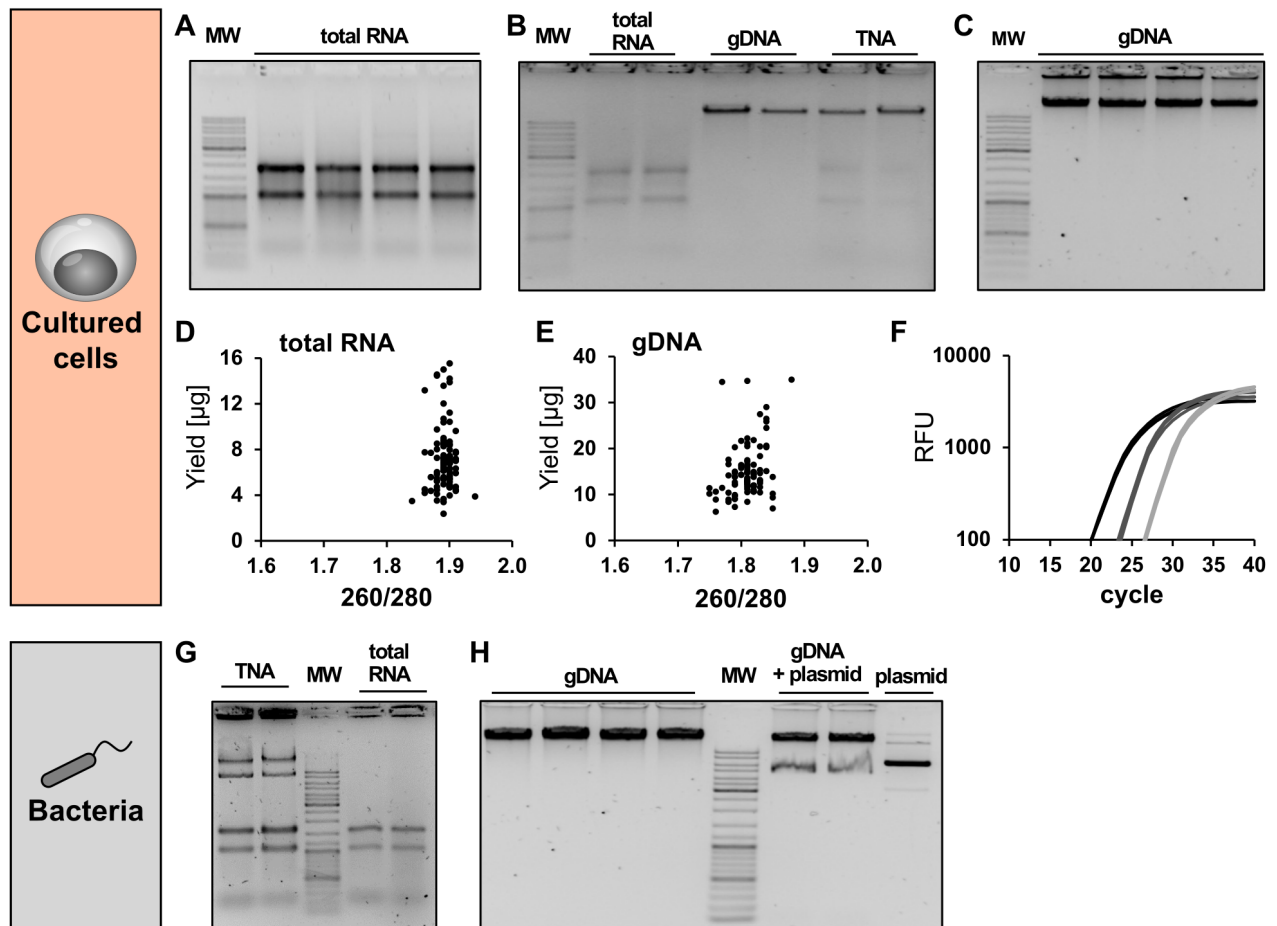 A
MW
total RNA
B
MW
total
RNA
gDNA
TNA
C
MW
gDNA
Cultured
cells
D
total RNA
Yield [µg]
16
12
8
4
0
1.6 1.7 1.8 1.9 2.0
260/280
E
gDNA
Yield [µg]
40
30
20
10
0
1.6 1.7 1.8 1.9 2.0
260/280
F
RFU
10000
1000
100
10 15 20 25 30 35 40
cycle
Bacteria
G
TNA
MW
total
RNA
H
gDNA
MW
gDNA
+ plasmid
plasmid